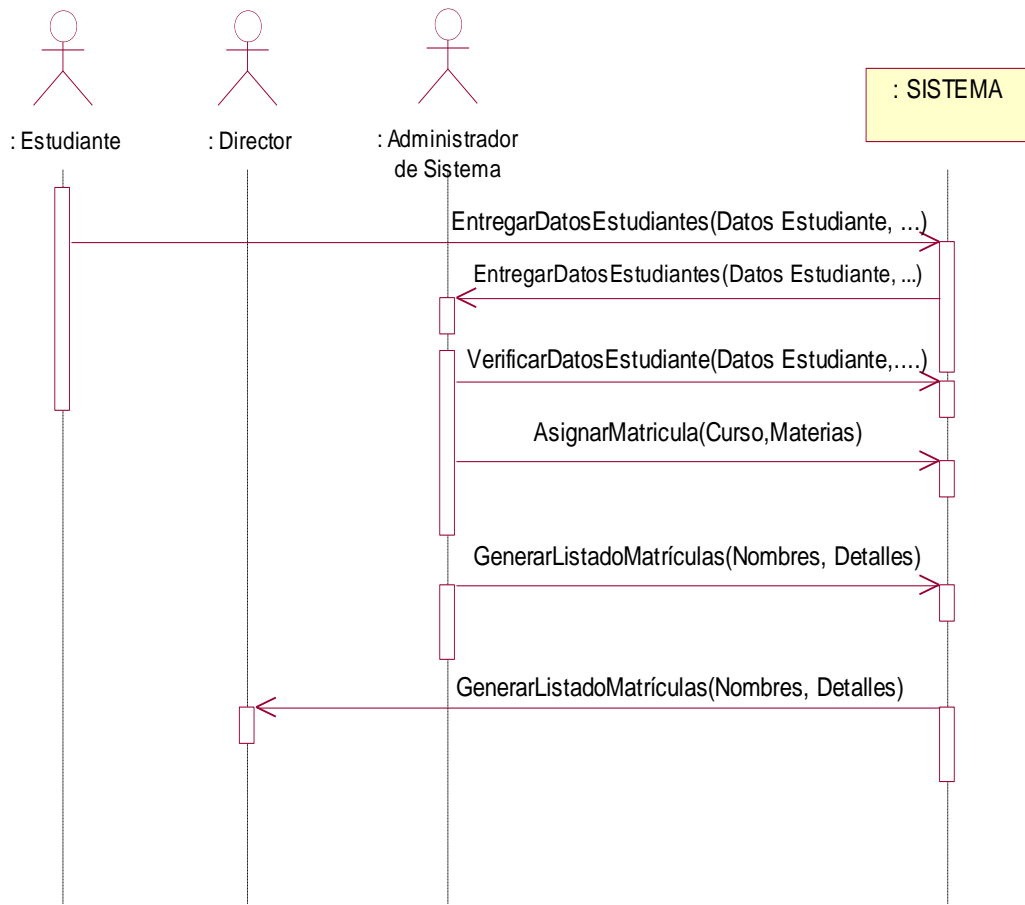 : Estudiante
: Director
: Administrador
de Sistema
: SISTEMA
EntregarDatosEstudiantes(Datos Estudiante, ...)
EntregarDatosEstudiantes(Datos Estudiante, ...)
VerificarDatosEstudiante(Datos Estudiante,....)
AsignarMatricula(Curso,Materias)
GenerarListadoMatrículas(Nombres, Detalles)
GenerarListadoMatrículas(Nombres, Detalles)